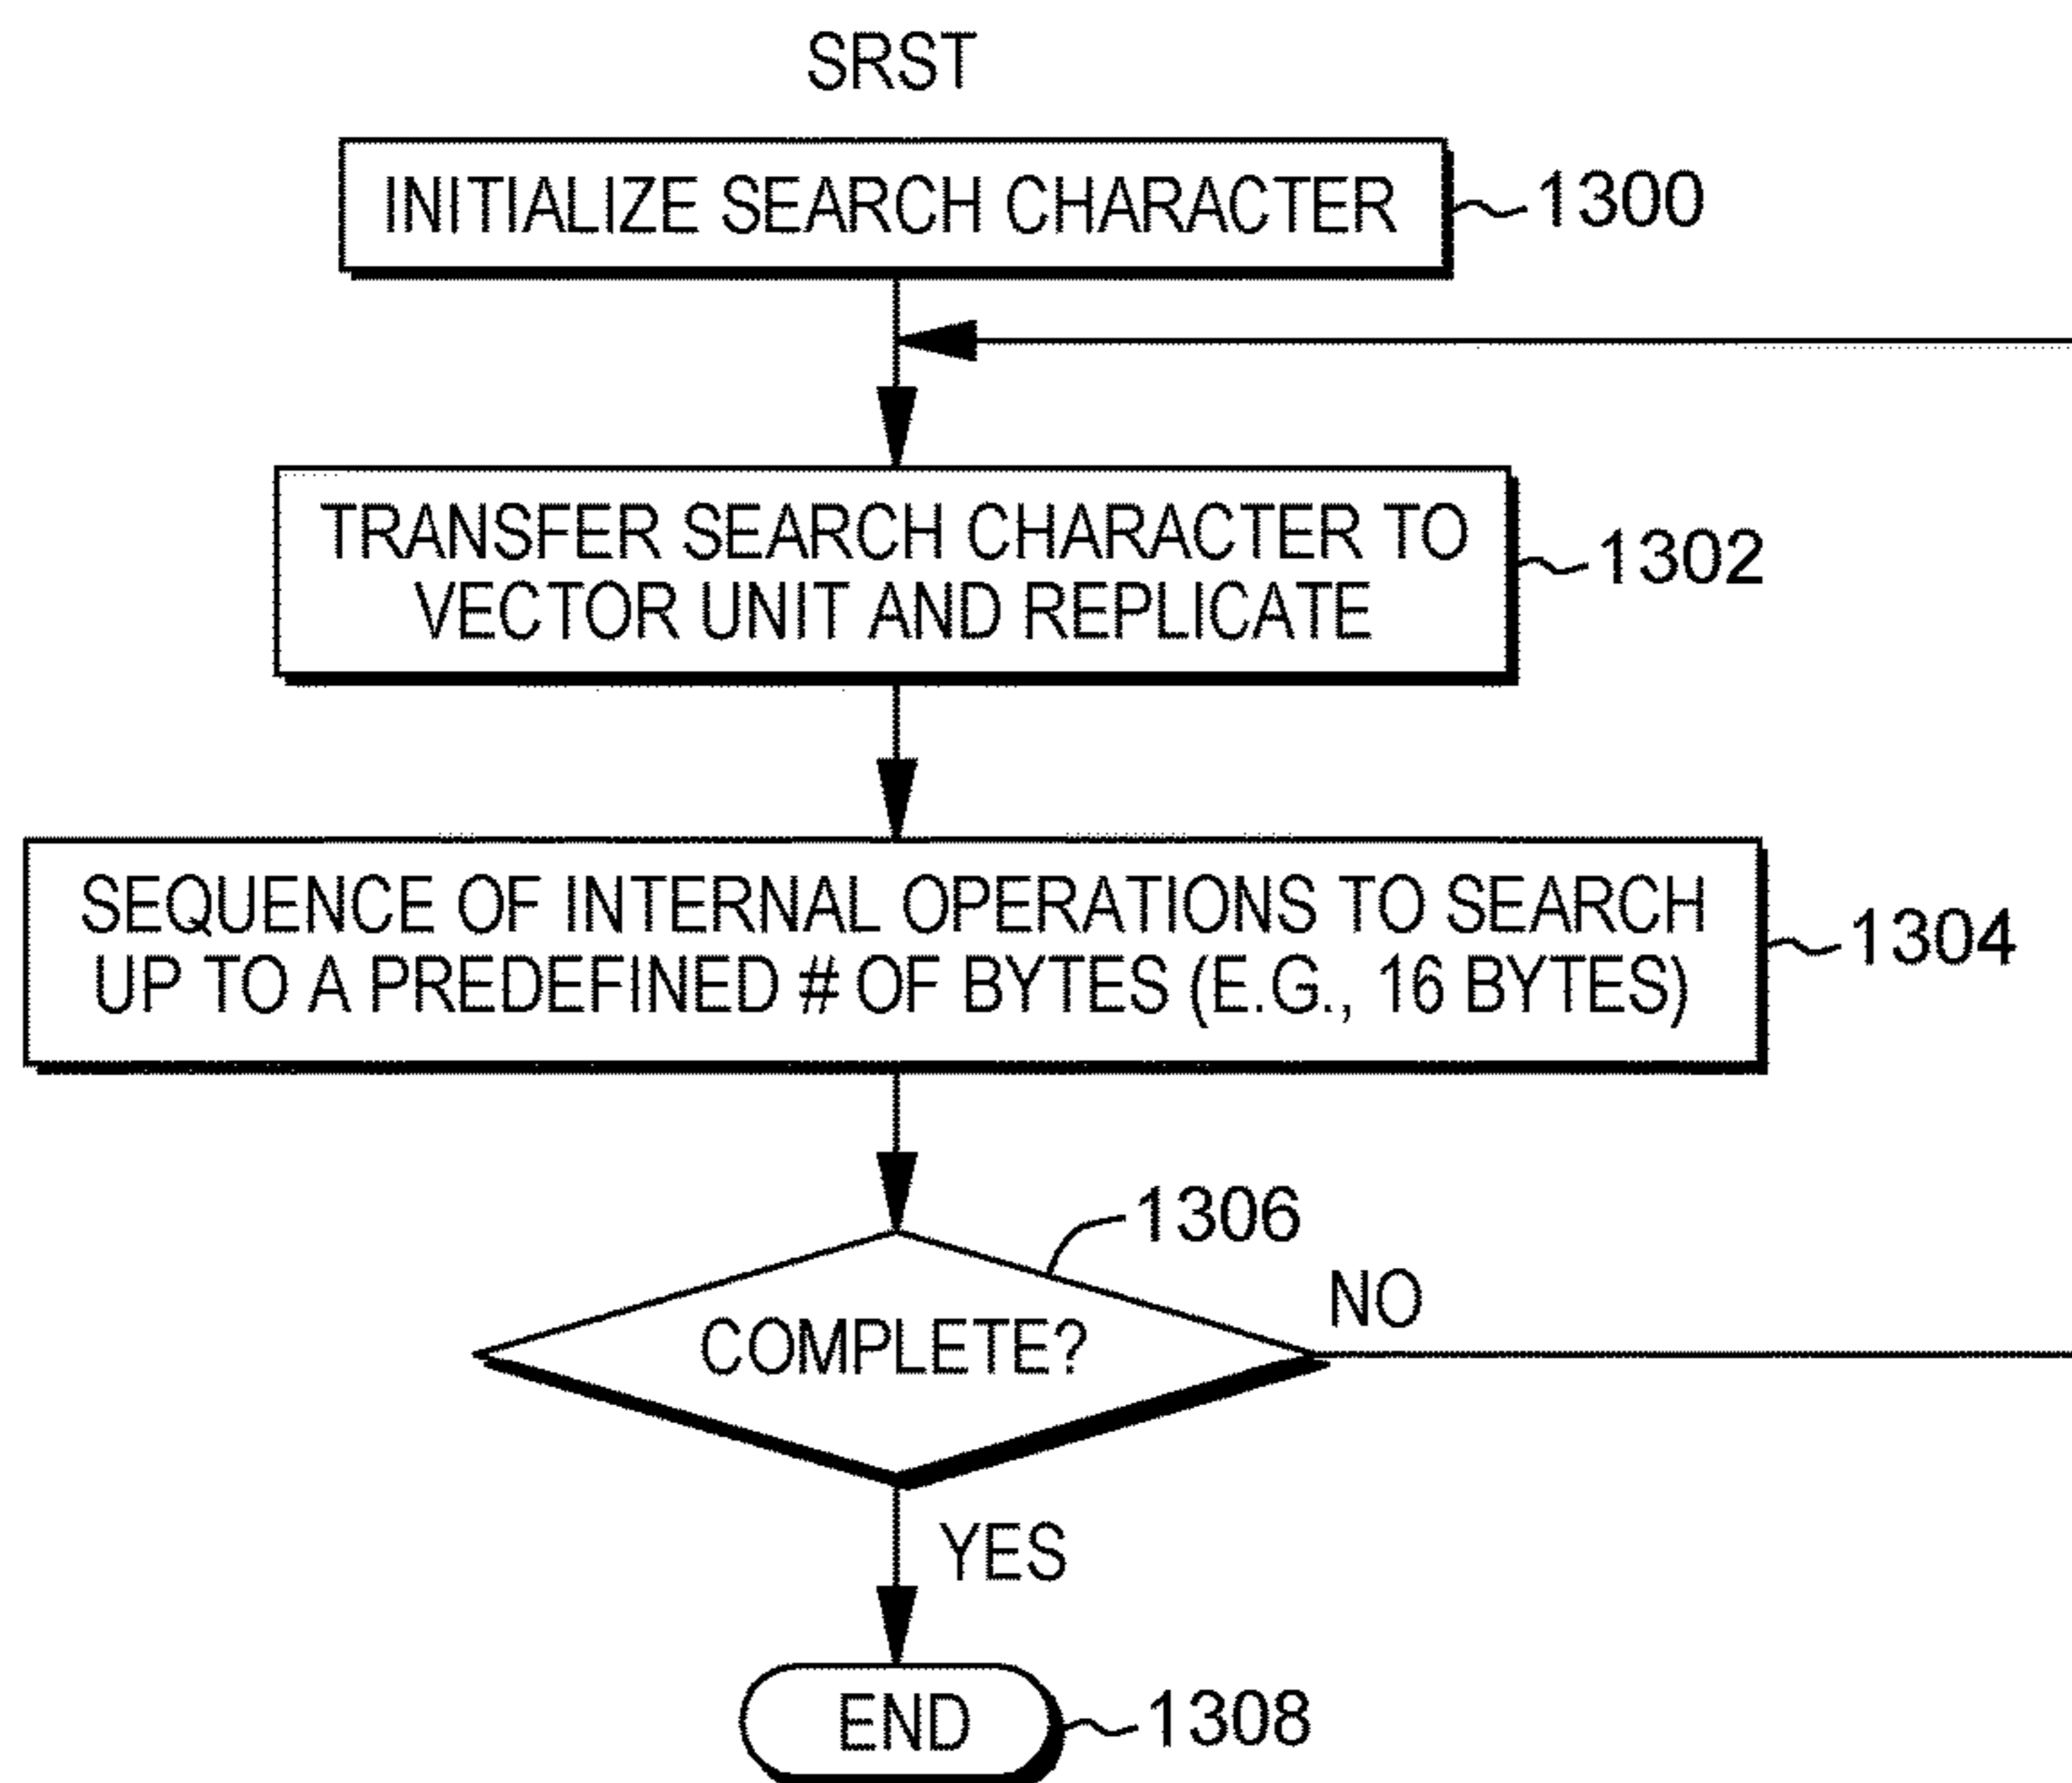 SRST
INITIALIZE SEARCH CHARACTER
1300
TRANSFER SEARCH CHARACTER TO
VECTOR UNIT AND REPLICATE
1302
SEQUENCE OF INTERNAL OPERATIONS TO SEARCH
UP TO A PREDEFINED # OF BYTES (E.G., 16 BYTES)
1304
1306
COMPLETE?
NO
YES
END
1308